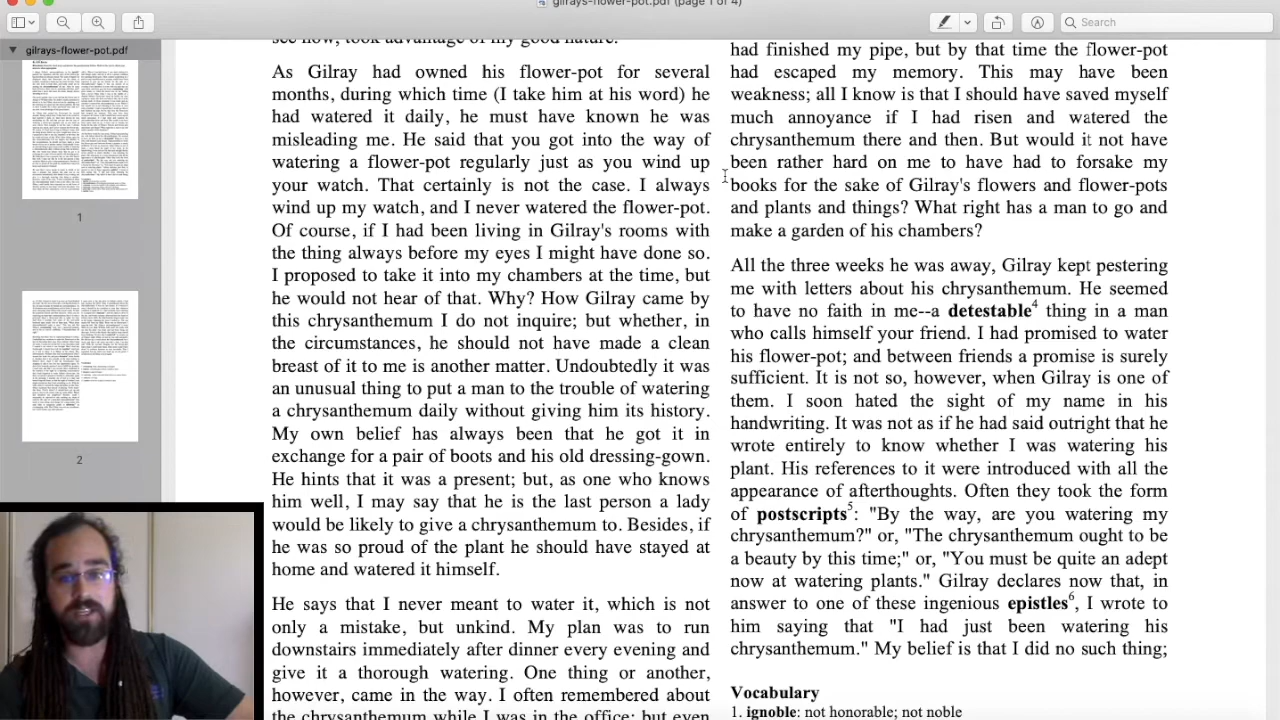 gilrays-flower-pot.pdf (page 1 of 4)
Search
gilrays-flower-pot.pdf
1
2
see how, took advantage of my good nature.
As Gilray had owned his flower-pot for several
months, during which time (I take him at his word) he
had watered it daily, he must have known he was
misleading me. He said that you got into the way of
watering a flower-pot regularly just as you wind up
your watch. That certainly is not the case. I always
wind up my watch, and I never watered the flower-pot.
Of course, if I had been living in Gilray's rooms with
the thing always before my eyes I might have done so.
I proposed to take it into my chambers at the time, but
he would not hear of that. Why? How Gilray came by
his chrysanthemum I do not inquire; but whether, in
the circumstances, he should not have made a clean
breast of it to me is another matter. Undoubtedly it was
an unusual thing to put a man to the trouble of watering
a chrysanthemum daily without giving him its history.
My own belief has always been that he got it in
exchange for a pair of boots and his old dressing-gown.
He hints that it was a present; but, as one who knows
him well, I may say that he is the last person a lady
would be likely to give a chrysanthemum to. Besides, if
he was so proud of the plant he should have stayed at
home and watered it himself.
He says that I never meant to water it, which is not
only a mistake, but unkind. My plan was to run
downstairs immediately after dinner every evening and
give it a thorough watering. One thing or another,
however, came in the way. I often remembered about
the chrysanthemum while I was in the office; but even
had finished my pipe, but by that time the flower-pot
had escaped my memory. This may have been
weakness; all I know is that I should have saved myself
much annoyance if I had risen and watered the
chrysanthemum there and then. But would it not have
been rather hard on me to have had to forsake my
books for the sake of Gilray's flowers and flower-pots
and plants and things? What right has a man to go and
make a garden of his chambers?
All the three weeks he was away, Gilray kept pestering
me with letters about his chrysanthemum. He seemed
to have no faith in me--a detestable4 thing in a man
who calls himself your friend. I had promised to water
his flower-pot; and between friends a promise is surely
sufficient. It is not so, however, when Gilray is one of
them. I soon hated the sight of my name in his
handwriting. It was not as if he had said outright that he
wrote entirely to know whether I was watering his
plant. His references to it were introduced with all the
appearance of afterthoughts. Often they took the form
of postscripts5: "By the way, are you watering my
chrysanthemum?" or, "The chrysanthemum ought to be
a beauty by this time;" or, "You must be quite an adept
now at watering plants." Gilray declares now that, in
answer to one of these ingenious epistles6, I wrote to
him saying that "I had just been watering his
chrysanthemum." My belief is that I did no such thing;
Vocabulary
1. ignoble: not honorable; not noble